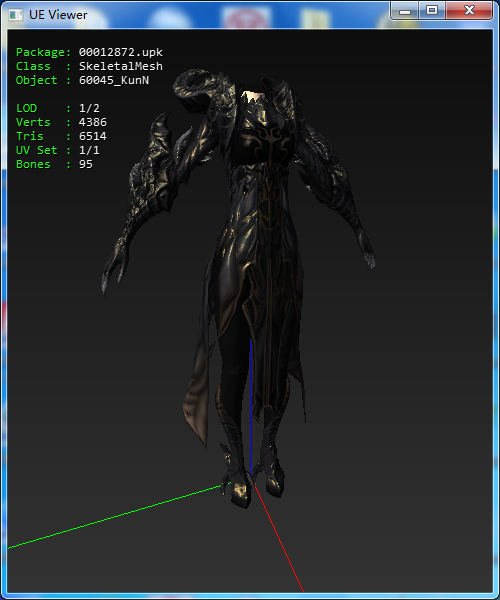 UE Viewer
Package: 00012872.upk
Class : SkeletalMesh
Object : 60045_KunN
LOD : 1/2
Verts : 4386
Tris : 6514
UV Set : 1/1
Bones : 95